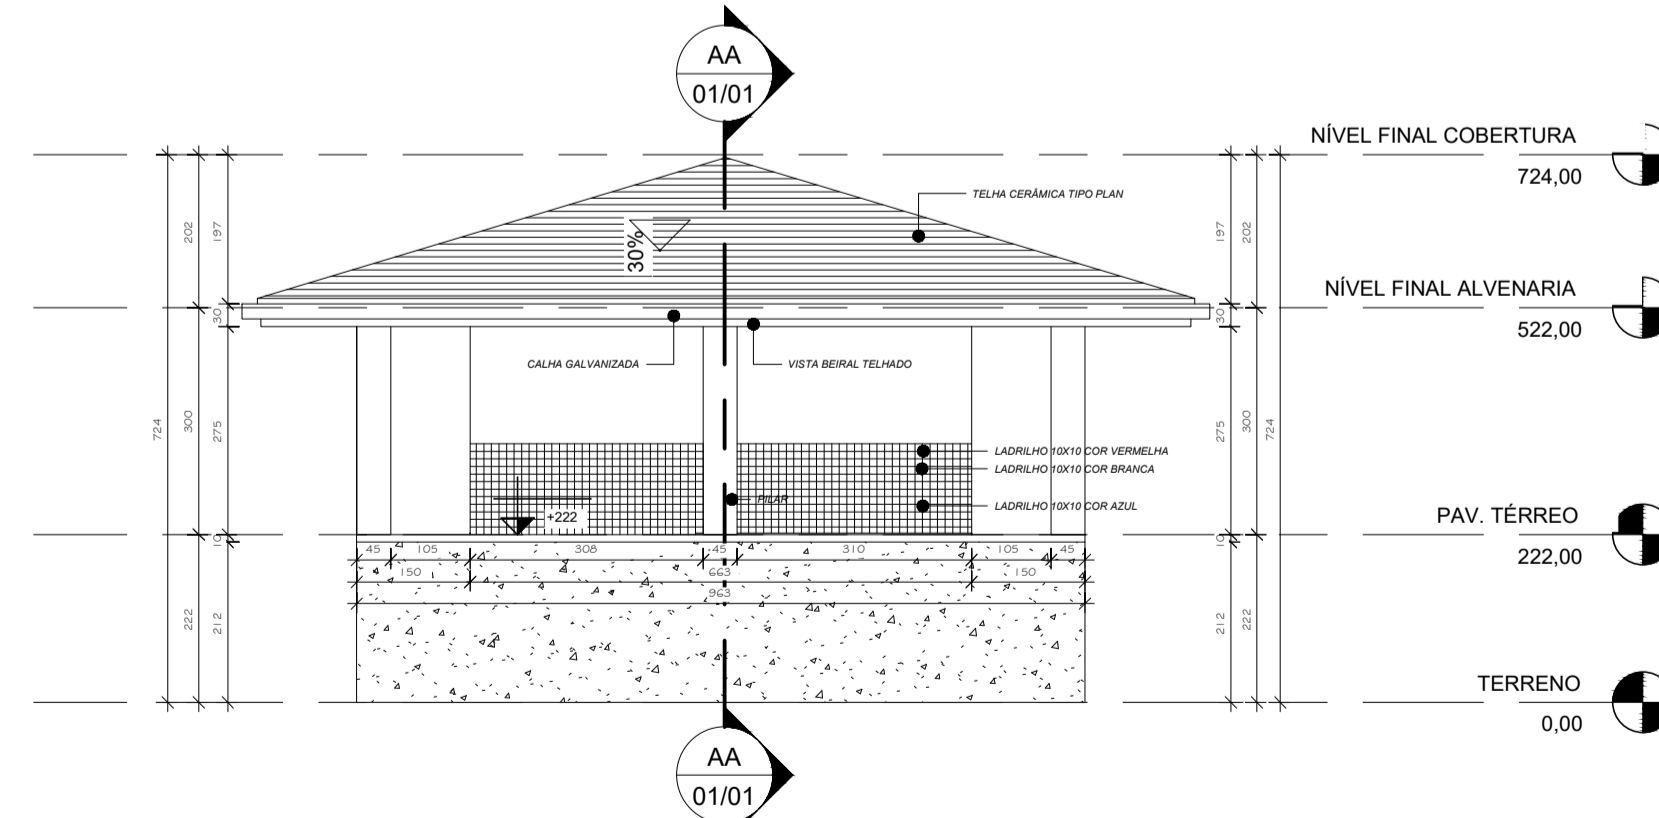 AA
01/01
NÍVEL FINAL COBERTURA
724,00
TELHA CERÂMICA TIPO PLAN
202
197
197
202
30%
NÍVEL FINAL ALVENARIA
522,00
30
30
CALHA GALVANIZADA
VISTA BEIRAL TELHADO
724
300
275
275
300
724
LADRILHO 10X10 COR VERMELHA
LADRILHO 10X10 COR BRANCA
LADRILHO 10X10 COR AZUL
PILAR
+222
PAV. TÉRREO
222,00
10
10
45 105 308 45 310 105 45
150 663 150
963
222
212
212
222
TERRENO
0,00
AA
01/01